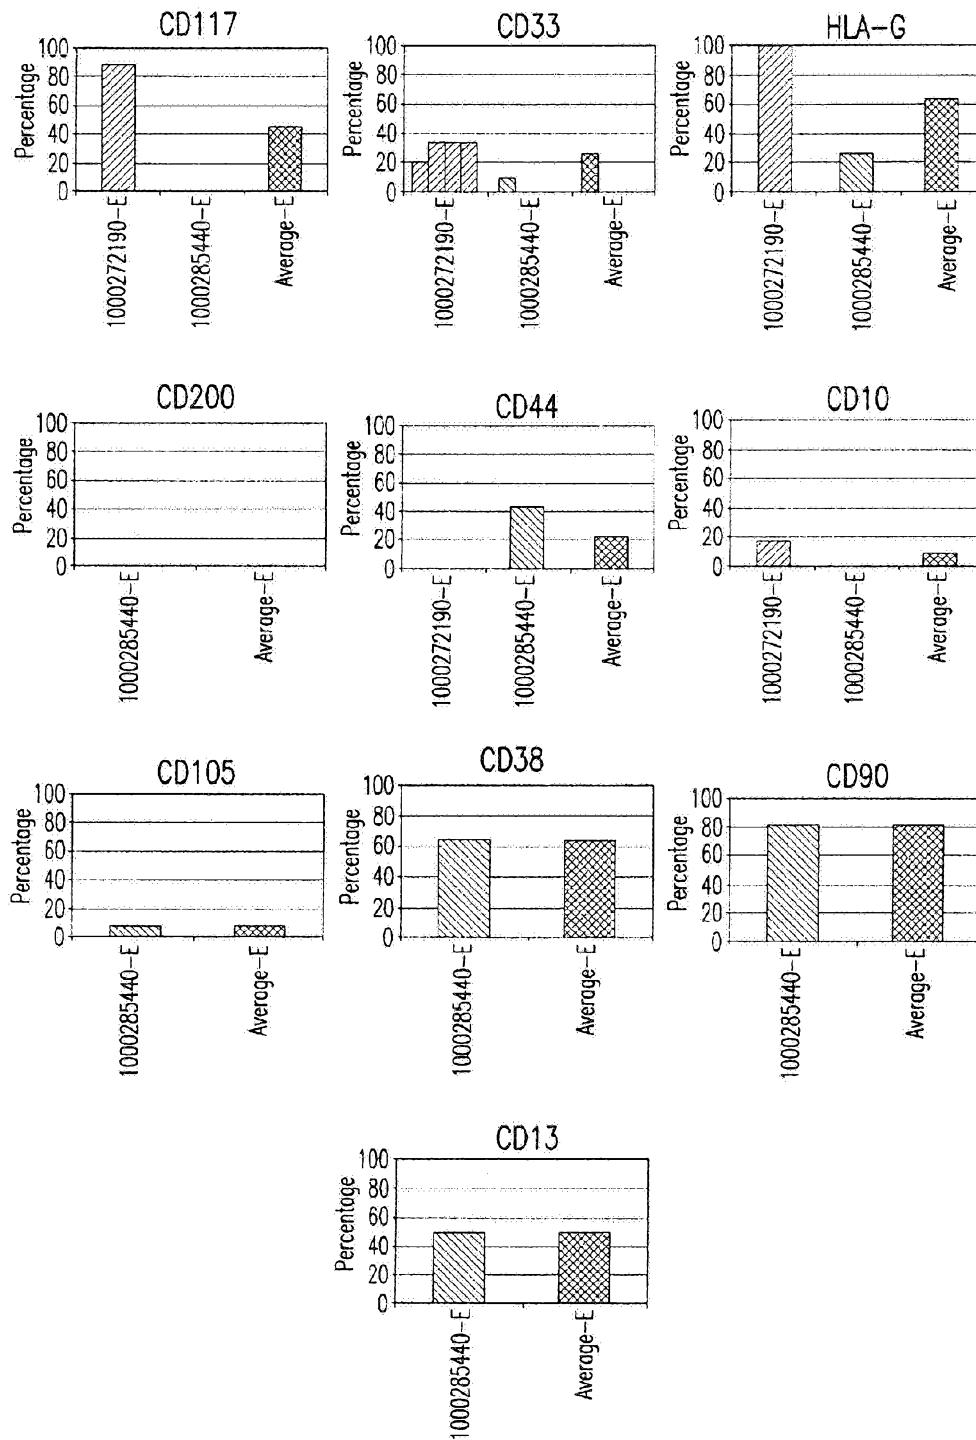 CD117
Percentage
100
80
60
40
20
0
1000272190-E
1000285440-E
Average-E
CD33
Percentage
100
80
60
40
20
0
1000272190-E
1000285440-E
Average-E
HLA-G
Percentage
100
80
60
40
20
0
1000272190-E
1000285440-E
Average-E
CD200
Percentage
100
80
60
40
20
0
1000285440-E
Average-E
CD44
Percentage
100
80
60
40
20
0
1000272190-E
1000285440-E
Average-E
CD10
Percentage
100
80
60
40
20
0
1000272190-E
1000285440-E
Average-E
CD105
Percentage
100
80
60
40
20
0
1000285440-E
Average-E
CD38
Percentage
100
80
60
40
20
0
1000285440-E
Average-E
CD90
Percentage
100
80
60
40
20
0
1000285440-E
Average-E
CD13
Percentage
100
80
60
40
20
0
1000285440-E
Average-E